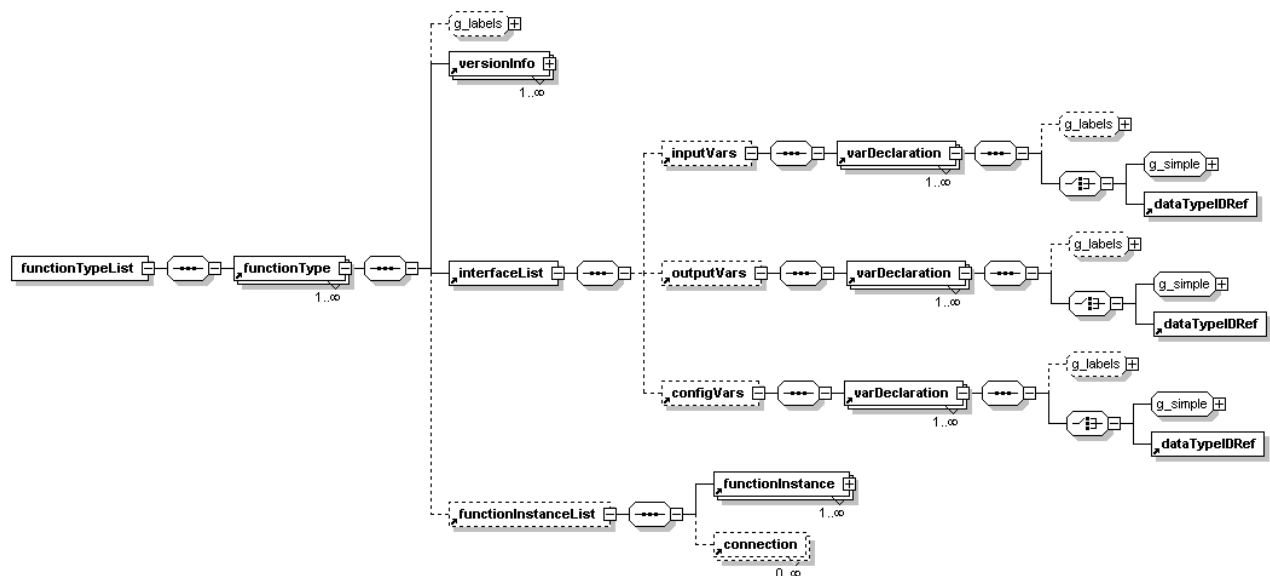 g_labels
versionInfo
1..∞
g_labels
inputVars
varDeclaration
1..∞
g_simple
dataTypeIDRef
functionTypeList
functionType
1..∞
interfaceList
outputVars
varDeclaration
1..∞
g_labels
g_simple
dataTypeIDRef
configVars
varDeclaration
1..∞
g_labels
g_simple
dataTypeIDRef
functionInstanceList
functionInstance
1..∞
connection
0..∞